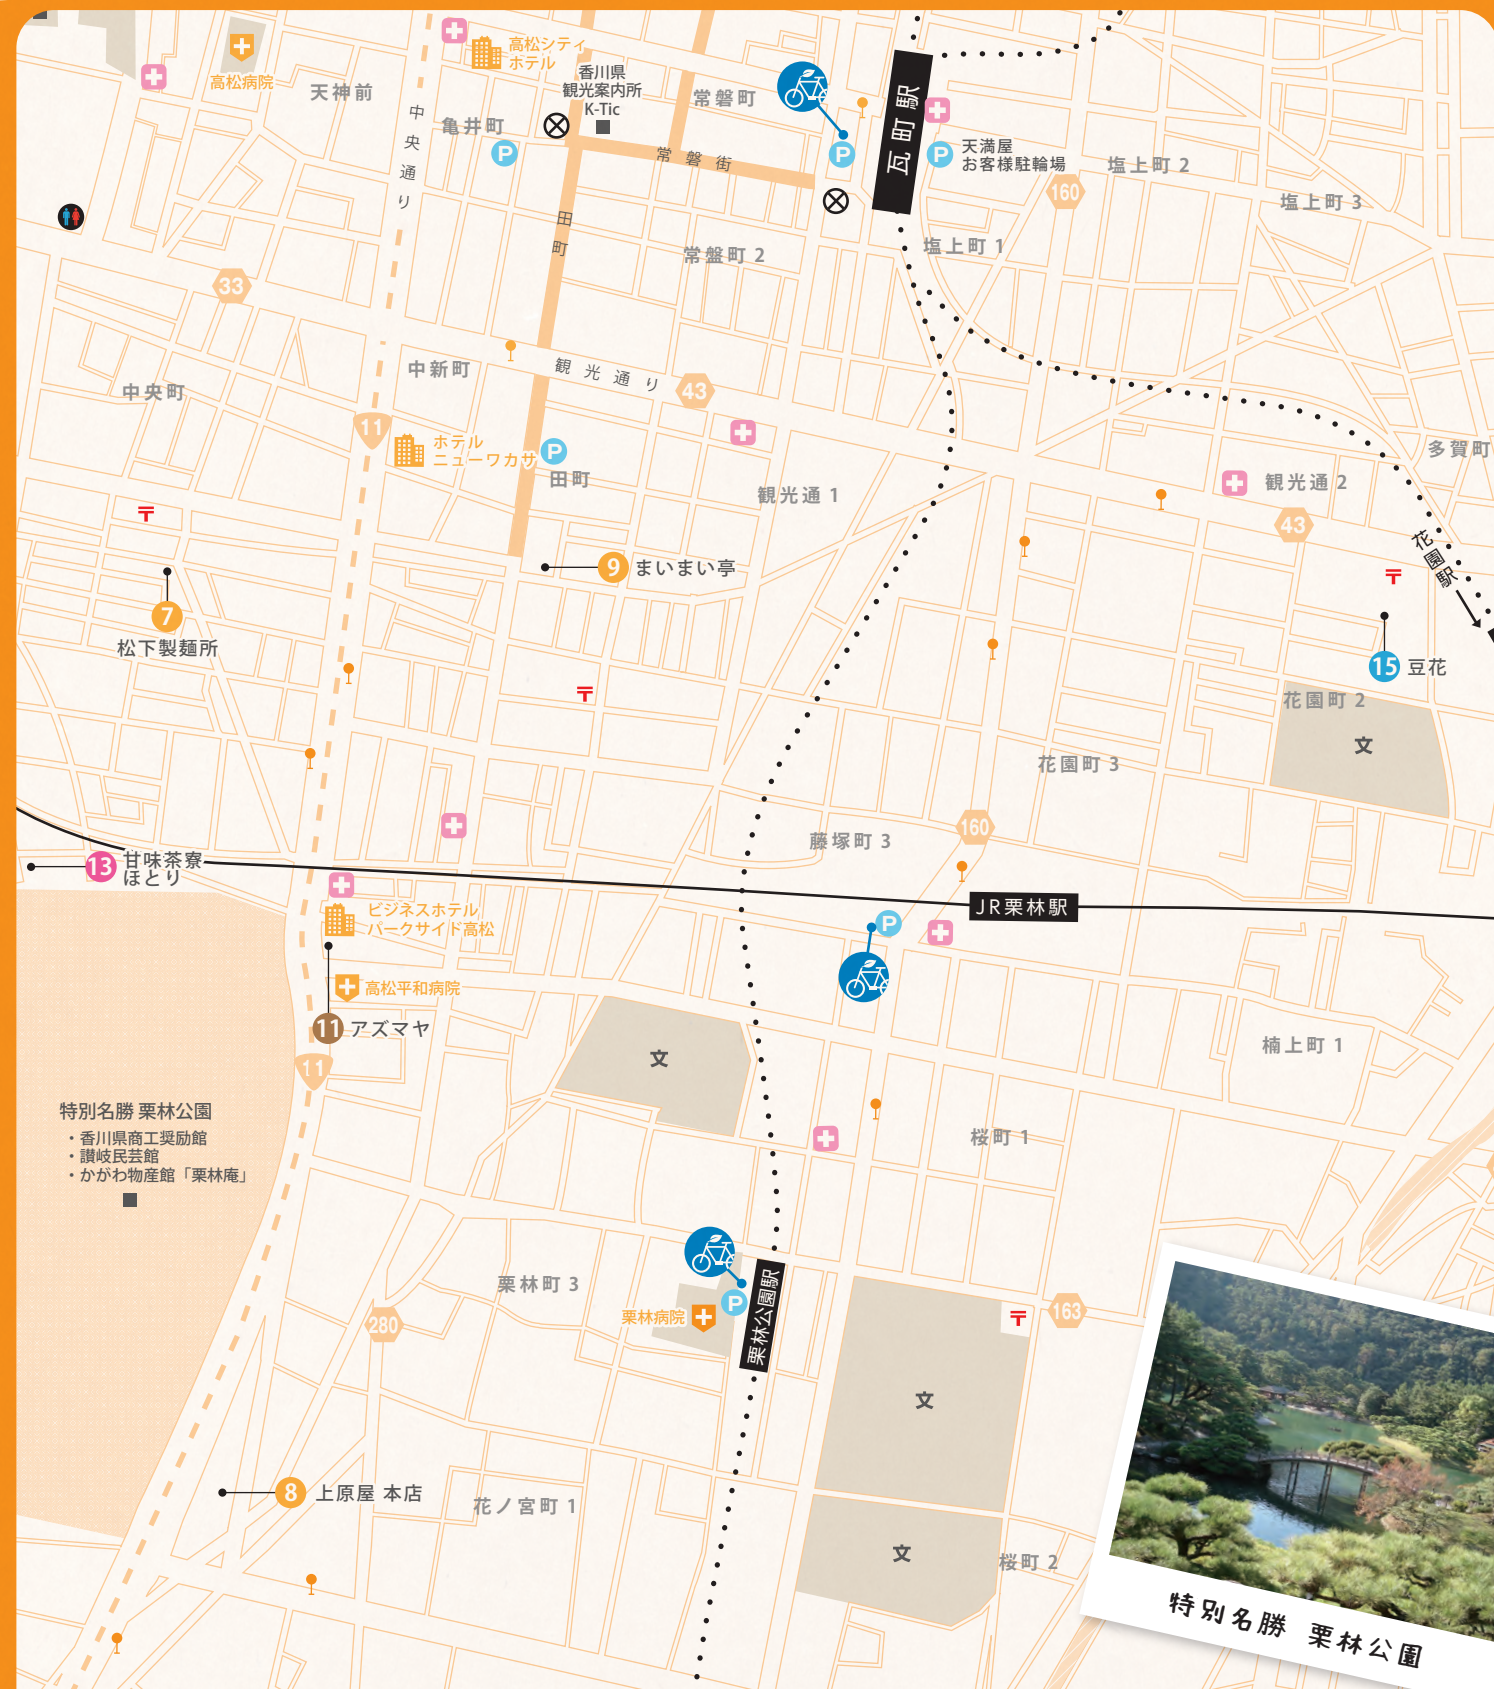 高松病院
天神前
中央通り
高松シティ
ホテル
香川県
観光案内所
K-Tic
亀井町
P
常磐町
常磐街
P
瓦町駅
P
天満屋
お客様駐輪場
塩上町 2
160
塩上町 3
塩上町 1
田町
常盤町 2
33
中央町
中新町
観光通り
43
11
ホテル
ニューワカサ
P
田町
観光通 1
多賀町
観光通 2
43
花園駅
〒
7
松下製麺所
9
まいまい亭
〒
〒
15
豆花
花園町 2
文
花園町 3
藤塚町 3
160
13
甘味茶寮
ほとり
JR栗林駅
ビジネスホテル
パークサイド高松
P
高松平和病院
11
アズマヤ
11
文
楠上町 1
特別名勝 栗林公園
・香川県商工奨励館
・讃岐民芸館
・かがわ物産館「栗林庵」
桜町 1
栗林町 3
280
栗林病院
P
栗林公園駅
〒
163
文
8
上原屋 本店
花ノ宮町 1
文
桜町 2
特別名勝 栗林公園